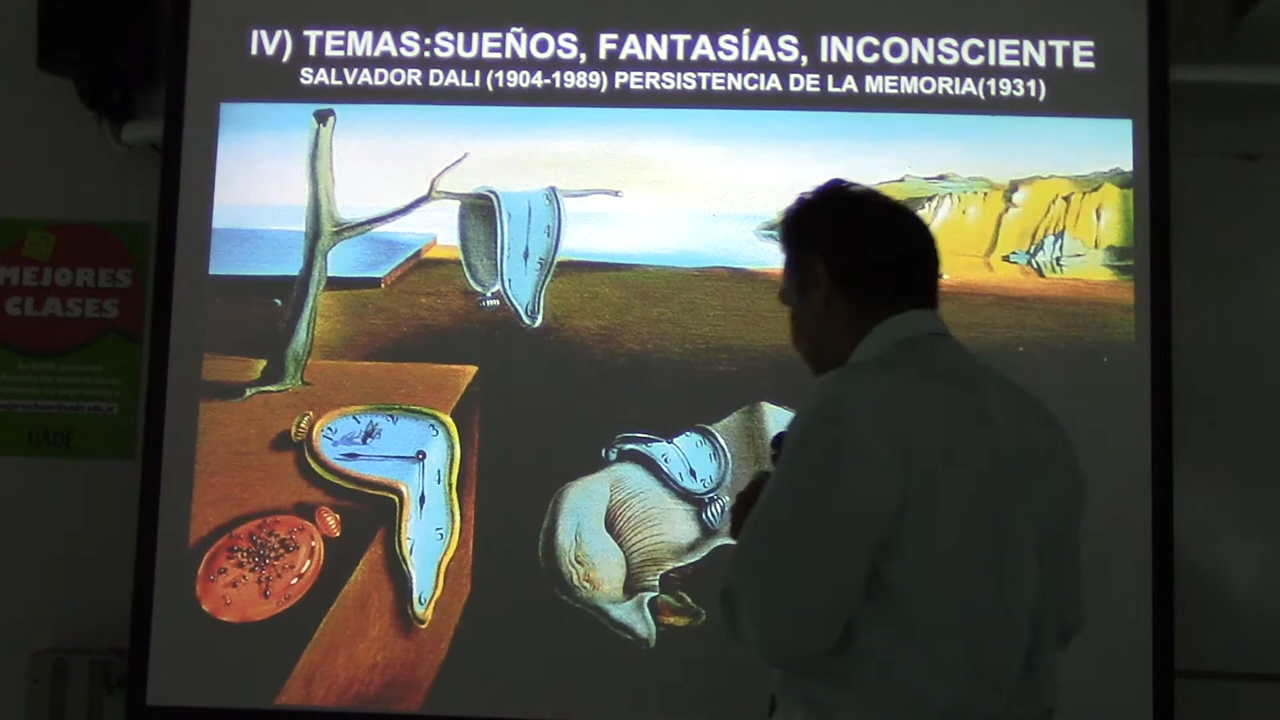 IV) TEMAS:SUEÑOS, FANTASÍAS, INCONSCIENTE
SALVADOR DALI (1904-1989) PERSISTENCIA DE LA MEMORIA(1931)
MEJORES
CLASES
UADE